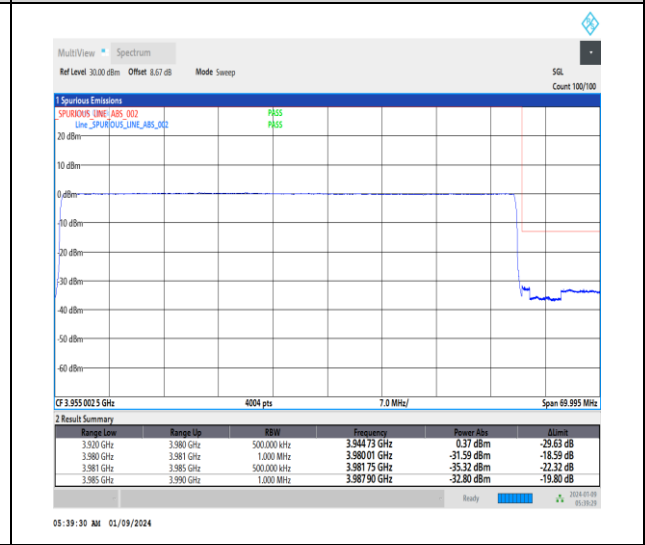 MultiView Spectrum
Ref Level 30.00 dBm Offset 8.67 dB Mode Sweep SGL
Count 100/100
1 Spurious Emissions
SPURIOUS_LINE_ABS_002 PASS
Line _SPURIOUS_LINE_ABS_002 PASS
20 dBm
10 dBm
0 dBm
-10 dBm
-20 dBm
-30 dBm
-40 dBm
-50 dBm
-60 dBm
CF 3.955 002 5 GHz 4004 pts 7.0 MHz/ Span 69.995 MHz
2 Result Summary
Range Low Range Up RBW Frequency Power Abs ΔLimit
3.920 GHz 3.980 GHz 500.000 kHz 3.944 73 GHz 0.37 dBm -29.63 dB
3.980 GHz 3.981 GHz 1.000 MHz 3.980 01 GHz -31.59 dBm -18.59 dB
3.981 GHz 3.985 GHz 500.000 kHz 3.981 75 GHz -35.32 dBm -22.32 dB
3.985 GHz 3.990 GHz 1.000 MHz 3.987 90 GHz -32.80 dBm -19.80 dB
Ready 2024-01-09
05:39:29
05:39:30 AM 01/09/2024